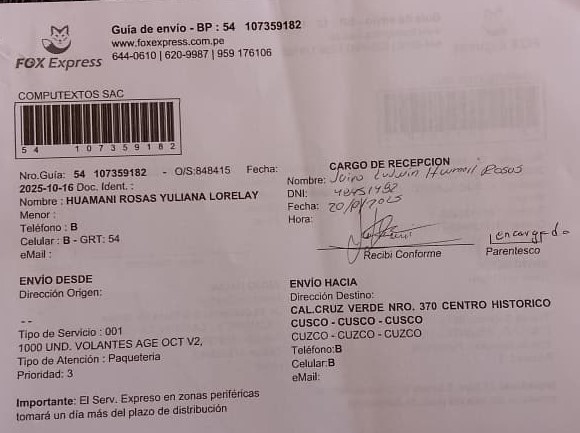 FOX Express
Guía de envío - BP : 54 107359182
www.foxexpress.com.pe
644-0610 | 620-9987 | 959 176106
COMPUTEXTOS SAC
54 107359182
Nro.Guía: 54 107359182 - O/S:848415 Fecha:
2025-10-16 Doc. Ident. :
Nombre : HUAMANI ROSAS YULIANA LORELAY
Menor :
Teléfono : B
Celular : B - GRT: 54
eMail :
CARGO DE RECEPCION
Nombre: Rosas
DNI:
Fecha:
Hora:
Recibi Conforme
encargado
Parentesco
ENVÍO DESDE
Dirección Origen:
--
Tipo de Servicio : 001
1000 UND. VOLANTES AGE OCT V2,
Tipo de Atención : Paqueteria
Prioridad: 3
ENVÍO HACIA
Dirección Destino:
CAL.CRUZ VERDE NRO. 370 CENTRO HISTORICO
CUSCO - CUSCO - CUSCO
CUZCO - CUZCO - CUZCO
Teléfono:B
Celular:B
eMail:
Importante: El Serv. Expreso en zonas periféricas
tomará un día más del plazo de distribución